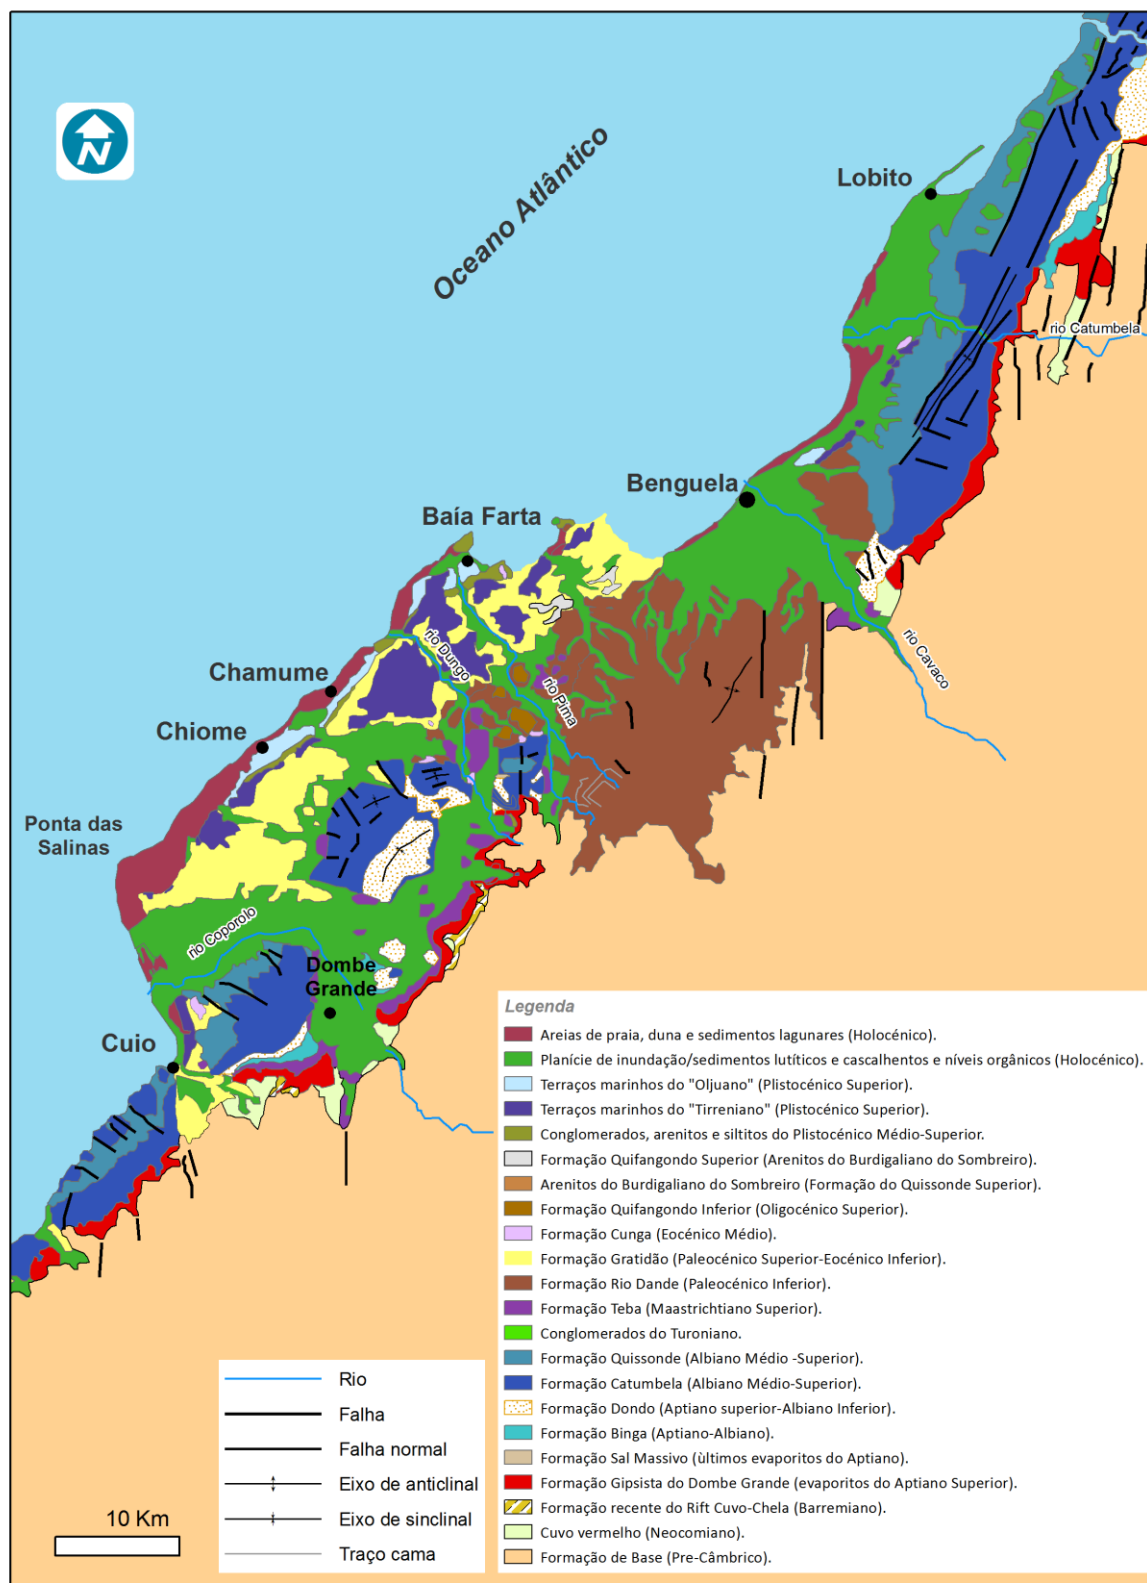 N
Oceano Atlântico
Lobito
rio Catumbela
Benguela
Baía Farta
rio Cavaco
rio Dungo
rio Pima
Chamume
Chiome
Ponta das
Salinas
rio Coporolo
Dombe
Grande
Cuio
Legenda
Areias de praia, duna e sedimentos lagunares (Holocénico).
Planície de inundação/sedimentos lutíticos e cascalhentos e níveis orgânicos (Holocénico).
Terraços marinhos do "Oljuano" (Plistocénico Superior).
Terraços marinhos do "Tirreniano" (Plistocénico Superior).
Conglomerados, arenitos e siltitos do Plistocénico Médio-Superior.
Formação Quifangondo Superior (Arenitos do Burdigaliano do Sombreiro).
Arenitos do Burdigaliano do Sombreiro (Formação do Quissonde Superior).
Formação Quifangondo Inferior (Oligocénico Superior).
Formação Cunga (Eocénico Médio).
Formação Gratidão (Paleocénico Superior-Eocénico Inferior).
Formação Rio Dande (Paleocénico Inferior).
Formação Teba (Maastrichtiano Superior).
Conglomerados do Turoniano.
Formação Quissonde (Albiano Médio -Superior).
Formação Catumbela (Albiano Médio-Superior).
Formação Dondo (Aptiano superior-Albiano Inferior).
Formação Binga (Aptiano-Albiano).
Formação Sal Massivo (ùltimos evaporitos do Aptiano).
Formação Gipsista do Dombe Grande (evaporitos do Aptiano Superior).
Formação recente do Rift Cuvo-Chela (Barremiano).
Cuvo vermelho (Neocomiano).
Formação de Base (Pre-Câmbrico).
Rio
Falha
Falha normal
Eixo de anticlinal
Eixo de sinclinal
Traço cama
10 Km